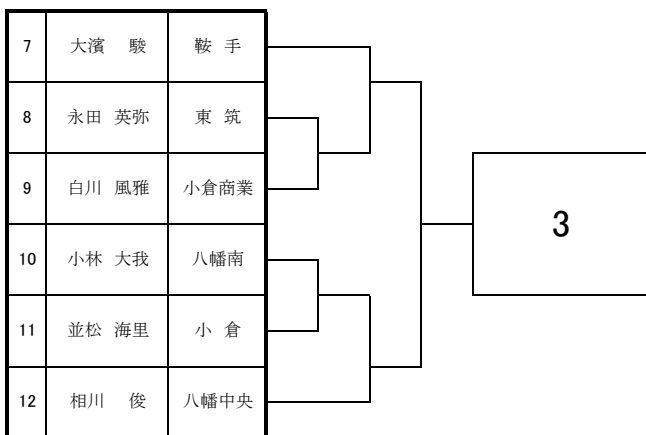 7 大濱 駿 鞍 手
8 永田 英弥 東 筑
9 白川 風雅 小倉商業
10 小林 大我 八幡南
11 並松 海里 小 倉
12 相川 俊 八幡中央
3